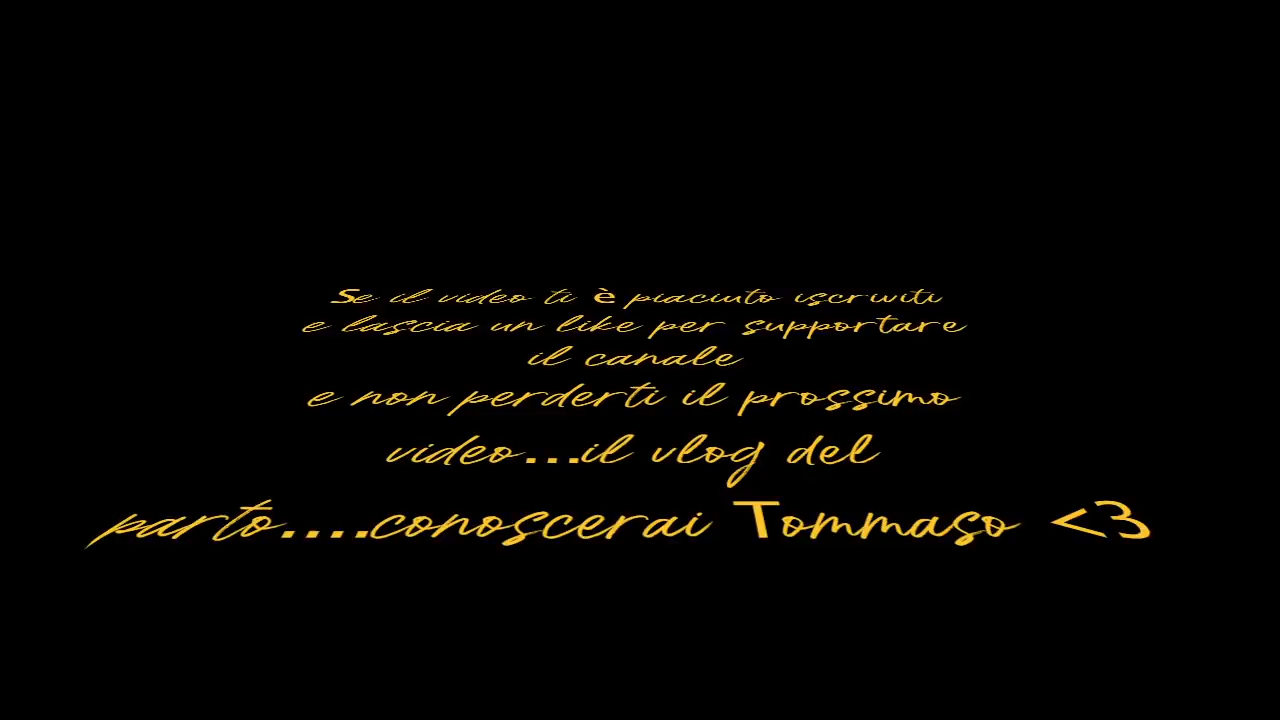 Se il video ti è piaciuto iscriviti
e lascia un like per supportare
il canale
e non perderti il prossimo
video...il vlog del
parto....conoscerai Tommaso <3